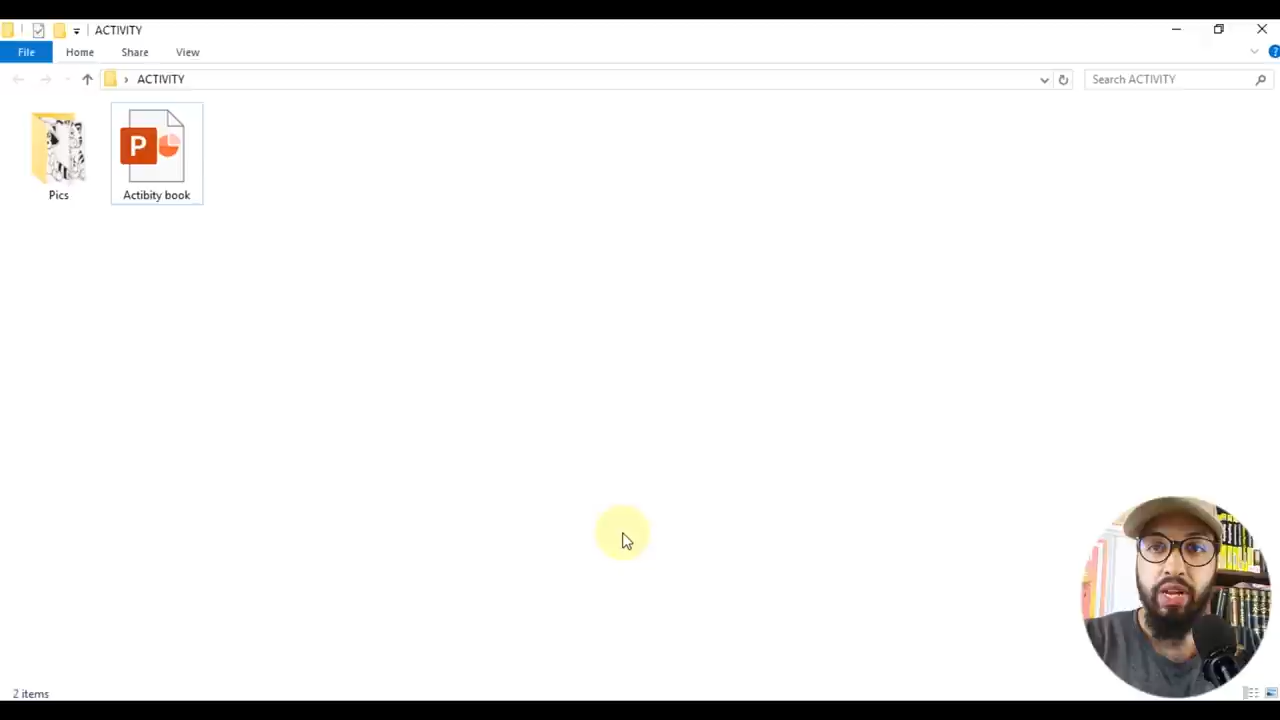 ACTIVITY
File Home Share View ?
› ACTIVITY Search ACTIVITY
P
Pics Actibity book
2 items